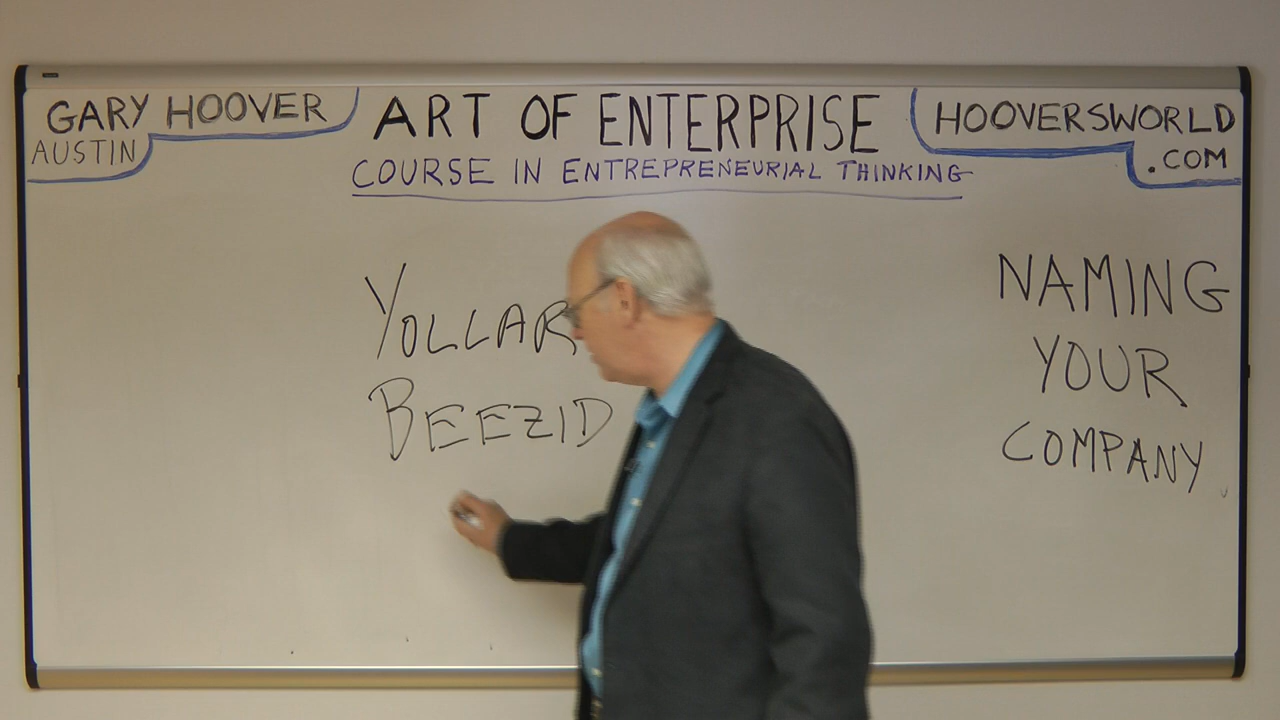 GARY HOOVER
AUSTIN
ART OF ENTERPRISE
COURSE IN ENTREPRENEURIAL THINKING
HOOVERSWORLD
.COM
YOLLAR
BEEZID
NAMING
YOUR
COMPANY